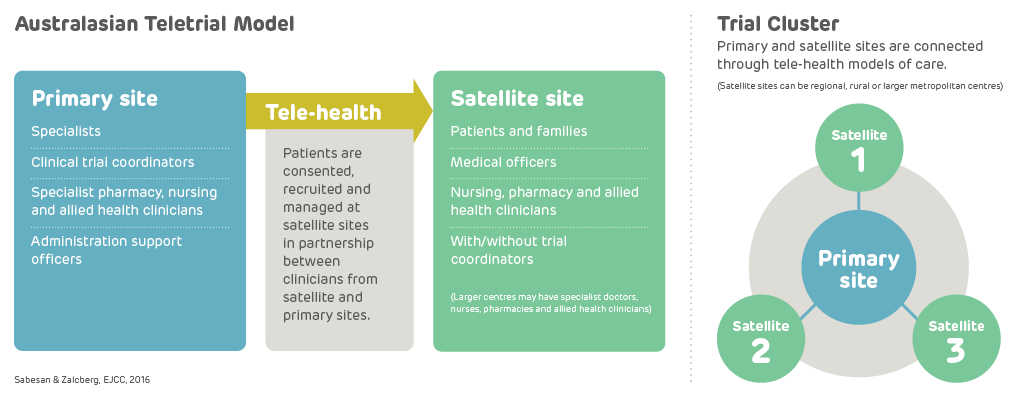 Australasian Teletrial Model
Primary site
Specialists
Clinical trial coordinators
Specialist pharmacy, nursing
and allied health clinicians
Administration support
officers
Tele-health
Patients are
consented,
recruited and
managed at
satellite sites
in partnership
between
clinicians from
satellite and
primary sites.
Satellite site
Patients and families
Medical officers
Nursing, pharmacy and allied
health clinicians
With/without trial
coordinators
(Larger centres may have specialist doctors,
nurses, pharmacies and allied health clinicians)
Sabesan & Zalcberg, EJCC, 2016
Trial Cluster
Primary and satellite sites are connected
through tele-health models of care.
(Satellite sites can be regional, rural or larger metropolitan centres)
Satellite
1
Primary
site
Satellite
2
Satellite
3